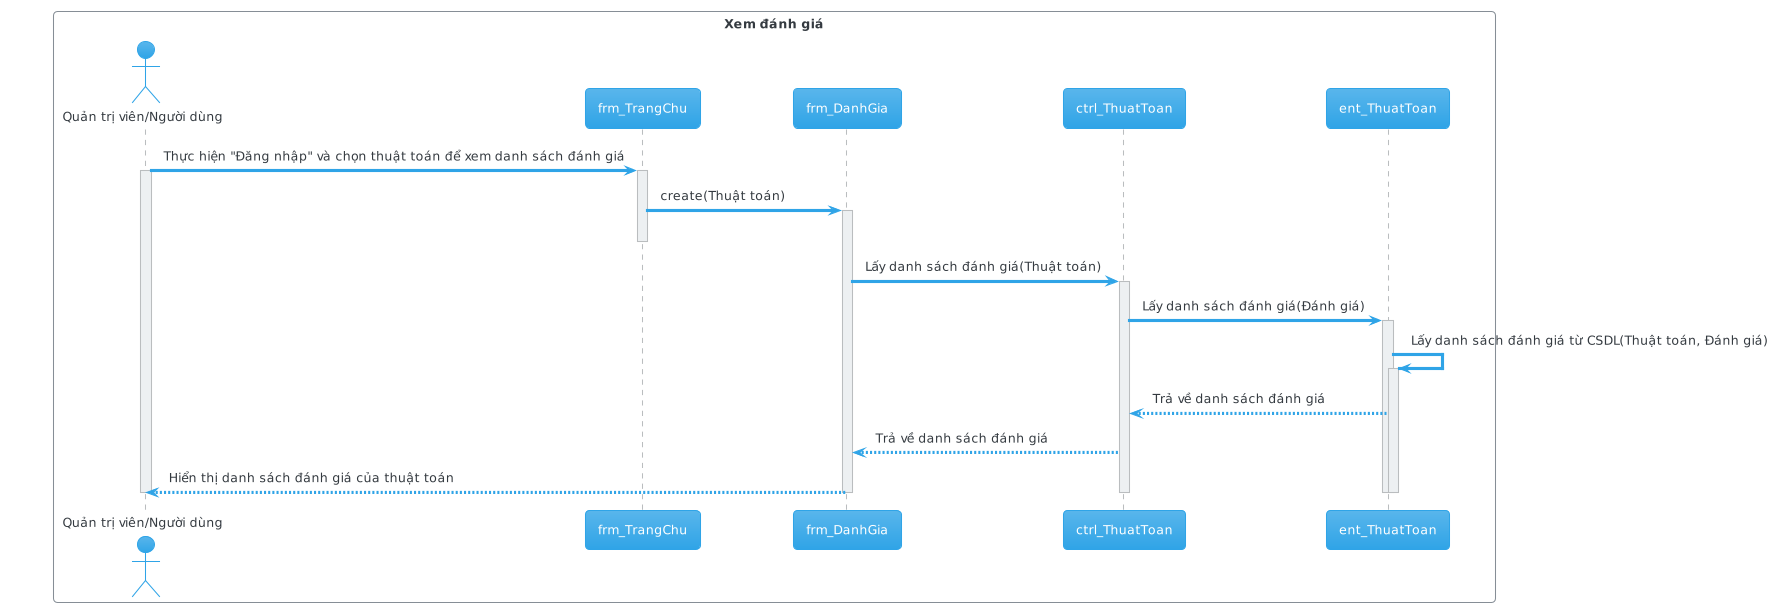 Xem đánh giá
Quản trị viên/Người dùng
frm_TrangChu
frm_DanhGia
ctrl_ThuatToan
ent_ThuatToan
Thực hiện "Đăng nhập" và chọn thuật toán để xem danh sách đánh giá
create(Thuật toán)
Lấy danh sách đánh giá(Thuật toán)
Lấy danh sách đánh giá(Đánh giá)
Lấy danh sách đánh giá từ CSDL(Thuật toán, Đánh giá)
Trả về danh sách đánh giá
Trả về danh sách đánh giá
Hiển thị danh sách đánh giá của thuật toán
Quản trị viên/Người dùng
frm_TrangChu
frm_DanhGia
ctrl_ThuatToan
ent_ThuatToan